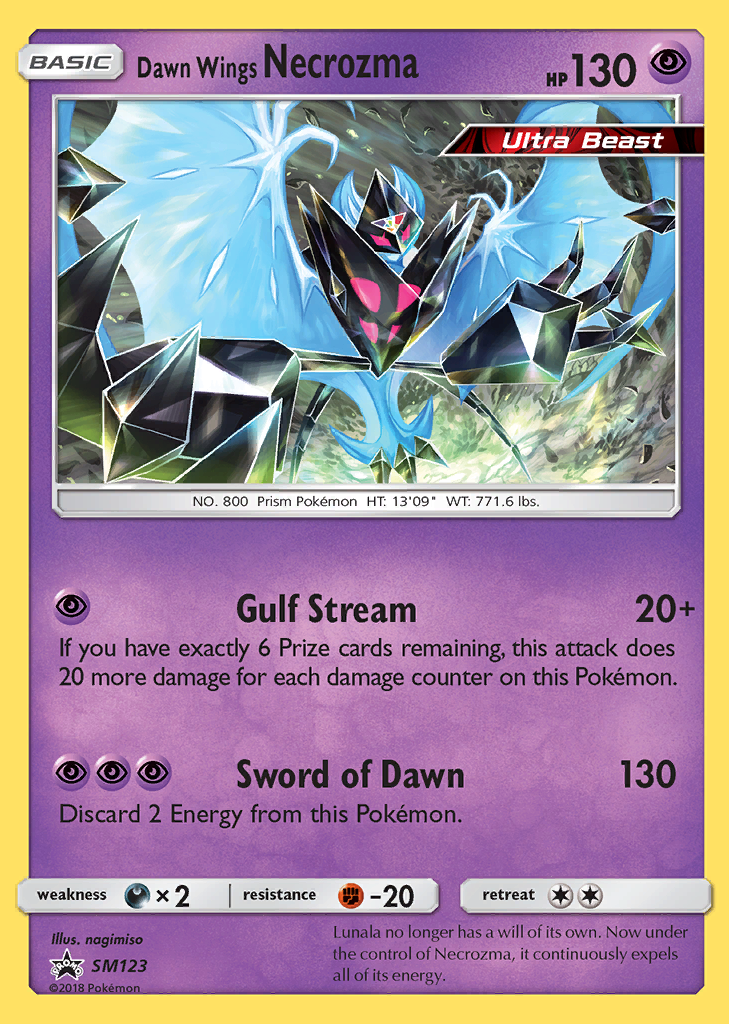 BASIC Dawn Wings Necrozma HP 130
Ultra Beast
NO. 800 Prism Pokémon HT: 13'09" WT: 771.6 lbs.
Gulf Stream 20+
If you have exactly 6 Prize cards remaining, this attack does
20 more damage for each damage counter on this Pokémon.
Sword of Dawn 130
Discard 2 Energy from this Pokémon.
weakness ×2 resistance -20 retreat
Illus. nagimiso
PROMO SM123
©2018 Pokémon
Lunala no longer has a will of its own. Now under
the control of Necrozma, it continuously expels
all of its energy.